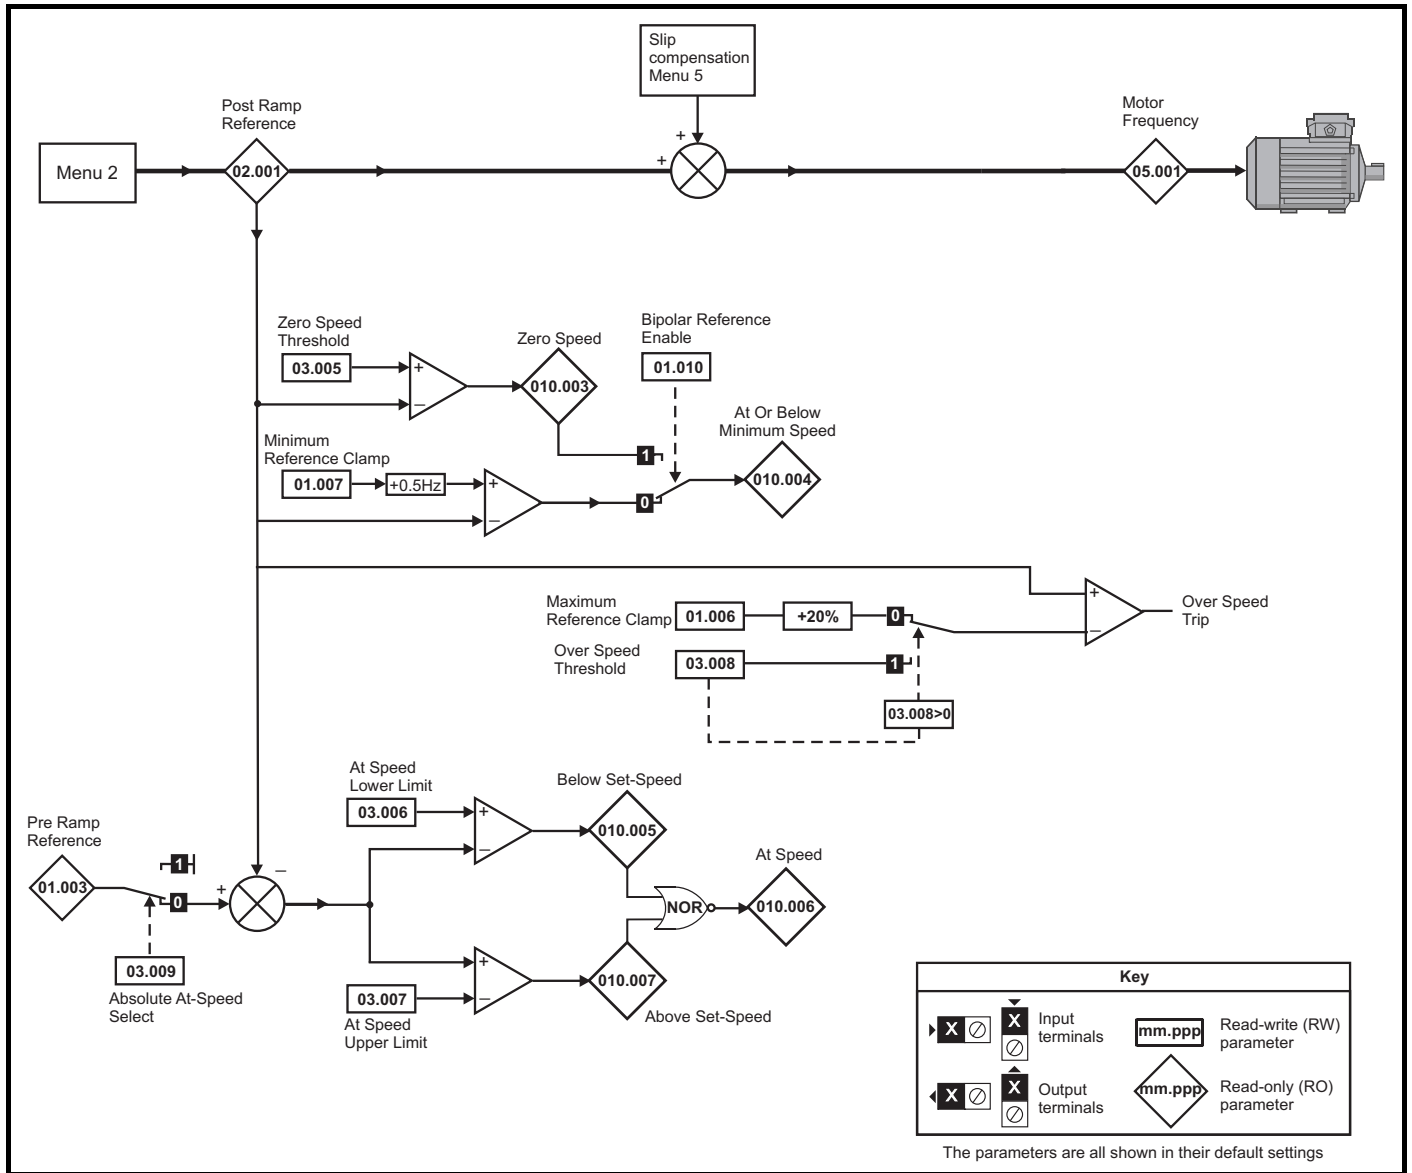 Slip
compensation
Menu 5
Post Ramp
Reference
Motor
Frequency
Menu 2
02.001
+
+
05.001
Zero Speed
Threshold
03.005
+
–
Zero Speed
010.003
Bipolar Reference
Enable
01.010
At Or Below
Minimum Speed
1
Minimum
Reference Clamp
01.007
+0.5Hz
+
–
0
010.004
Maximum
Reference Clamp
01.006
+20%
0
+
–
Over Speed
Trip
Over Speed
Threshold
03.008
1
03.008>0
At Speed
Lower Limit
03.006
+
–
Below Set-Speed
010.005
Pre Ramp
Reference
01.003
1
0
+
–
At Speed
NOR
010.006
03.009
Absolute At-Speed
Select
+
–
03.007
At Speed
Upper Limit
010.007
Above Set-Speed
Key
X
X
Input
terminals
mm.ppp
Read-write (RW)
parameter
X
X
Output
terminals
mm.ppp
Read-only (RO)
parameter
The parameters are all shown in their default settings